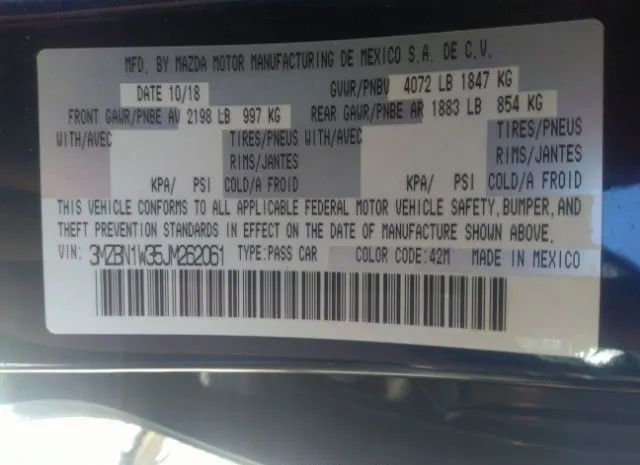 MFD. BY MAZDA MOTOR MANUFACTURING DE MEXICO S.A. DE C.V.
DATE 10/18 GVWR/PNBV 4072 LB 1847 KG
FRONT GAWR/PNBE AV 2198 LB 997 KG REAR GAWR/PNBE AR 1883 LB 854 KG
WITH/AVEC TIRES/PNEUS WITH/AVEC TIRES/PNEUS
RIMS/JANTES RIMS/JANTES
KPA/ PSI COLD/A FROID KPA/ PSI COLD/A FROID
THIS VEHICLE CONFORMS TO ALL APPLICABLE FEDERAL MOTOR VEHICLE SAFETY, BUMPER, AND
THEFT PREVENTION STANDARDS IN EFFECT ON THE DATE OF MANUFACTURE SHOWN ABOVE.
VIN: 3MZBN1W35JM262061 TYPE:PASS CAR COLOR CODE:42M MADE IN MEXICO